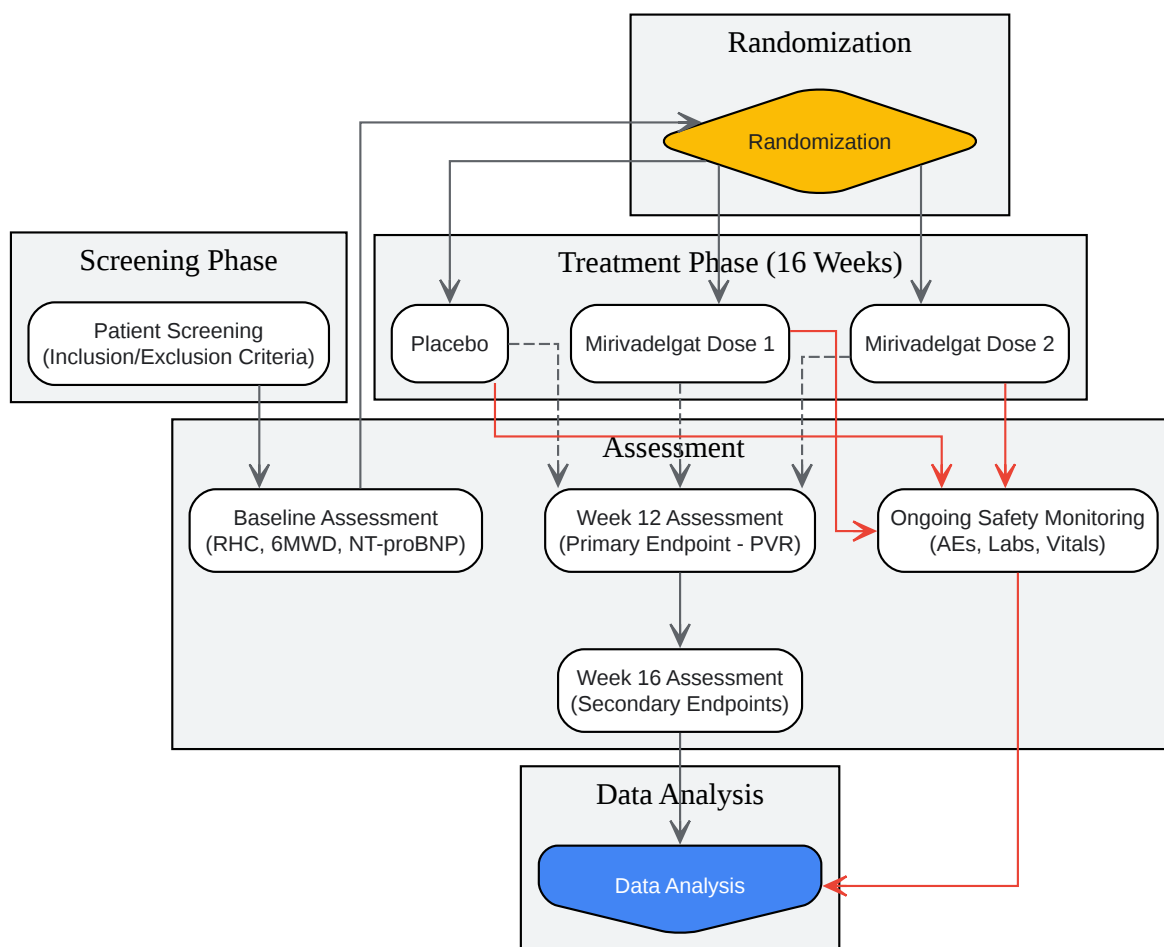 Randomization
Randomization
Screening Phase
Patient Screening
(Inclusion/Exclusion Criteria)
Treatment Phase (16 Weeks)
Placebo
Mirivadelgat Dose 1
Mirivadelgat Dose 2
Assessment
Baseline Assessment
(RHC, 6MWD, NT-proBNP)
Week 12 Assessment
(Primary Endpoint - PVR)
Ongoing Safety Monitoring
(AEs, Labs, Vitals)
Week 16 Assessment
(Secondary Endpoints)
Data Analysis
Data Analysis